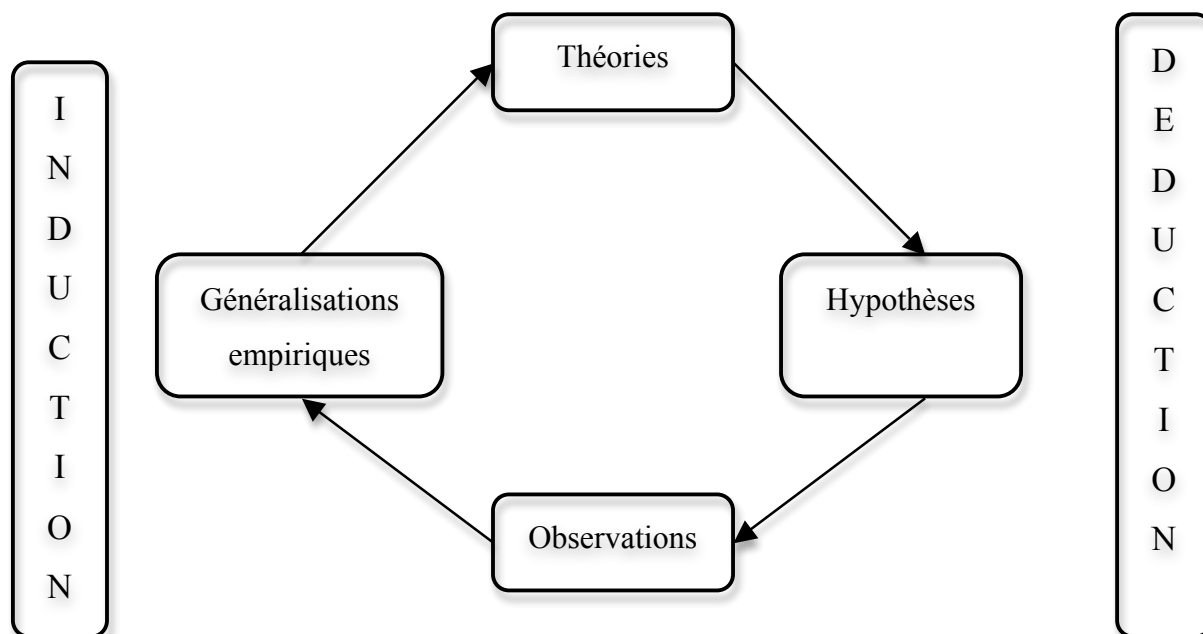 Théories
INDUCTION
DEDUCTION
Généralisations
empiriques
Hypothèses
Observations